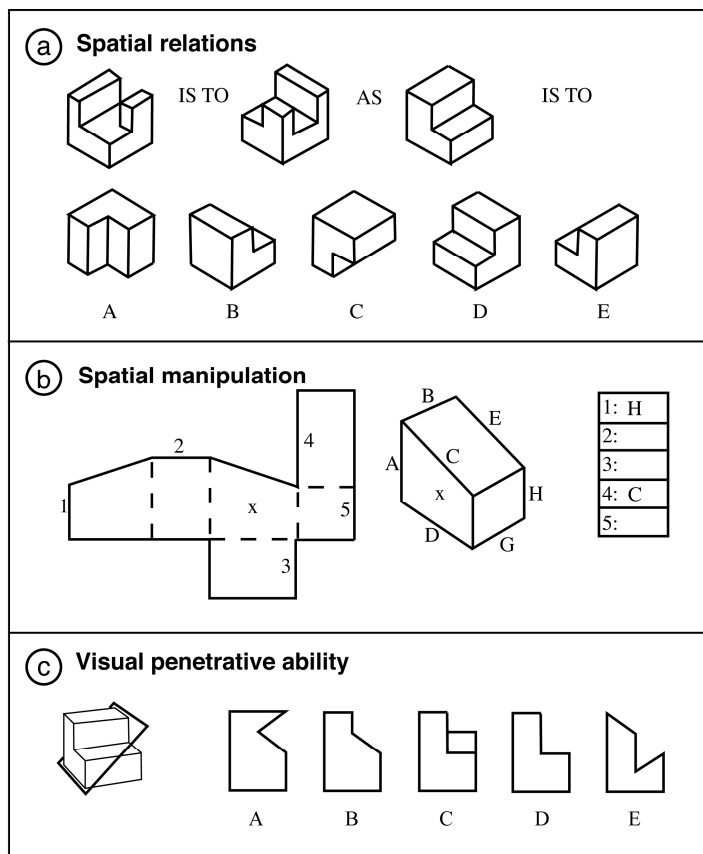 a Spatial relations
IS TO AS IS TO
A B C D E
b Spatial manipulation
1 2 x 3 4 5
A B C D E G H x
1: H
2:
3:
4: C
5:
c Visual penetrative ability
A B C D E